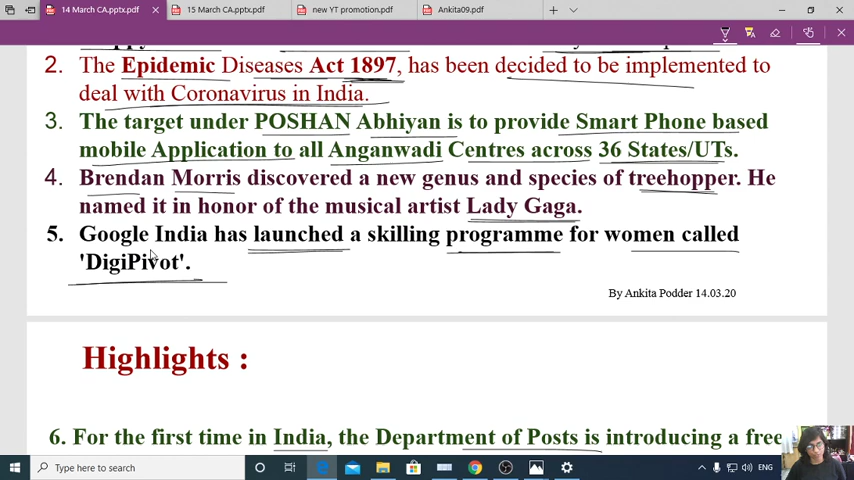 14 March CA.pptx.pdf
15 March CA.pptx.pdf
new YT promotion.pdf
Ankita09.pdf
2. The Epidemic Diseases Act 1897, has been decided to be implemented to
deal with Coronavirus in India.
3. The target under POSHAN Abhiyan is to provide Smart Phone based
mobile Application to all Anganwadi Centres across 36 States/UTs.
4. Brendan Morris discovered a new genus and species of treehopper. He
named it in honor of the musical artist Lady Gaga.
5. Google India has launched a skilling programme for women called
'DigiPivot'.
By Ankita Podder 14.03.20
Highlights :
6. For the first time in India, the Department of Posts is introducing a free
Type here to search
ENG